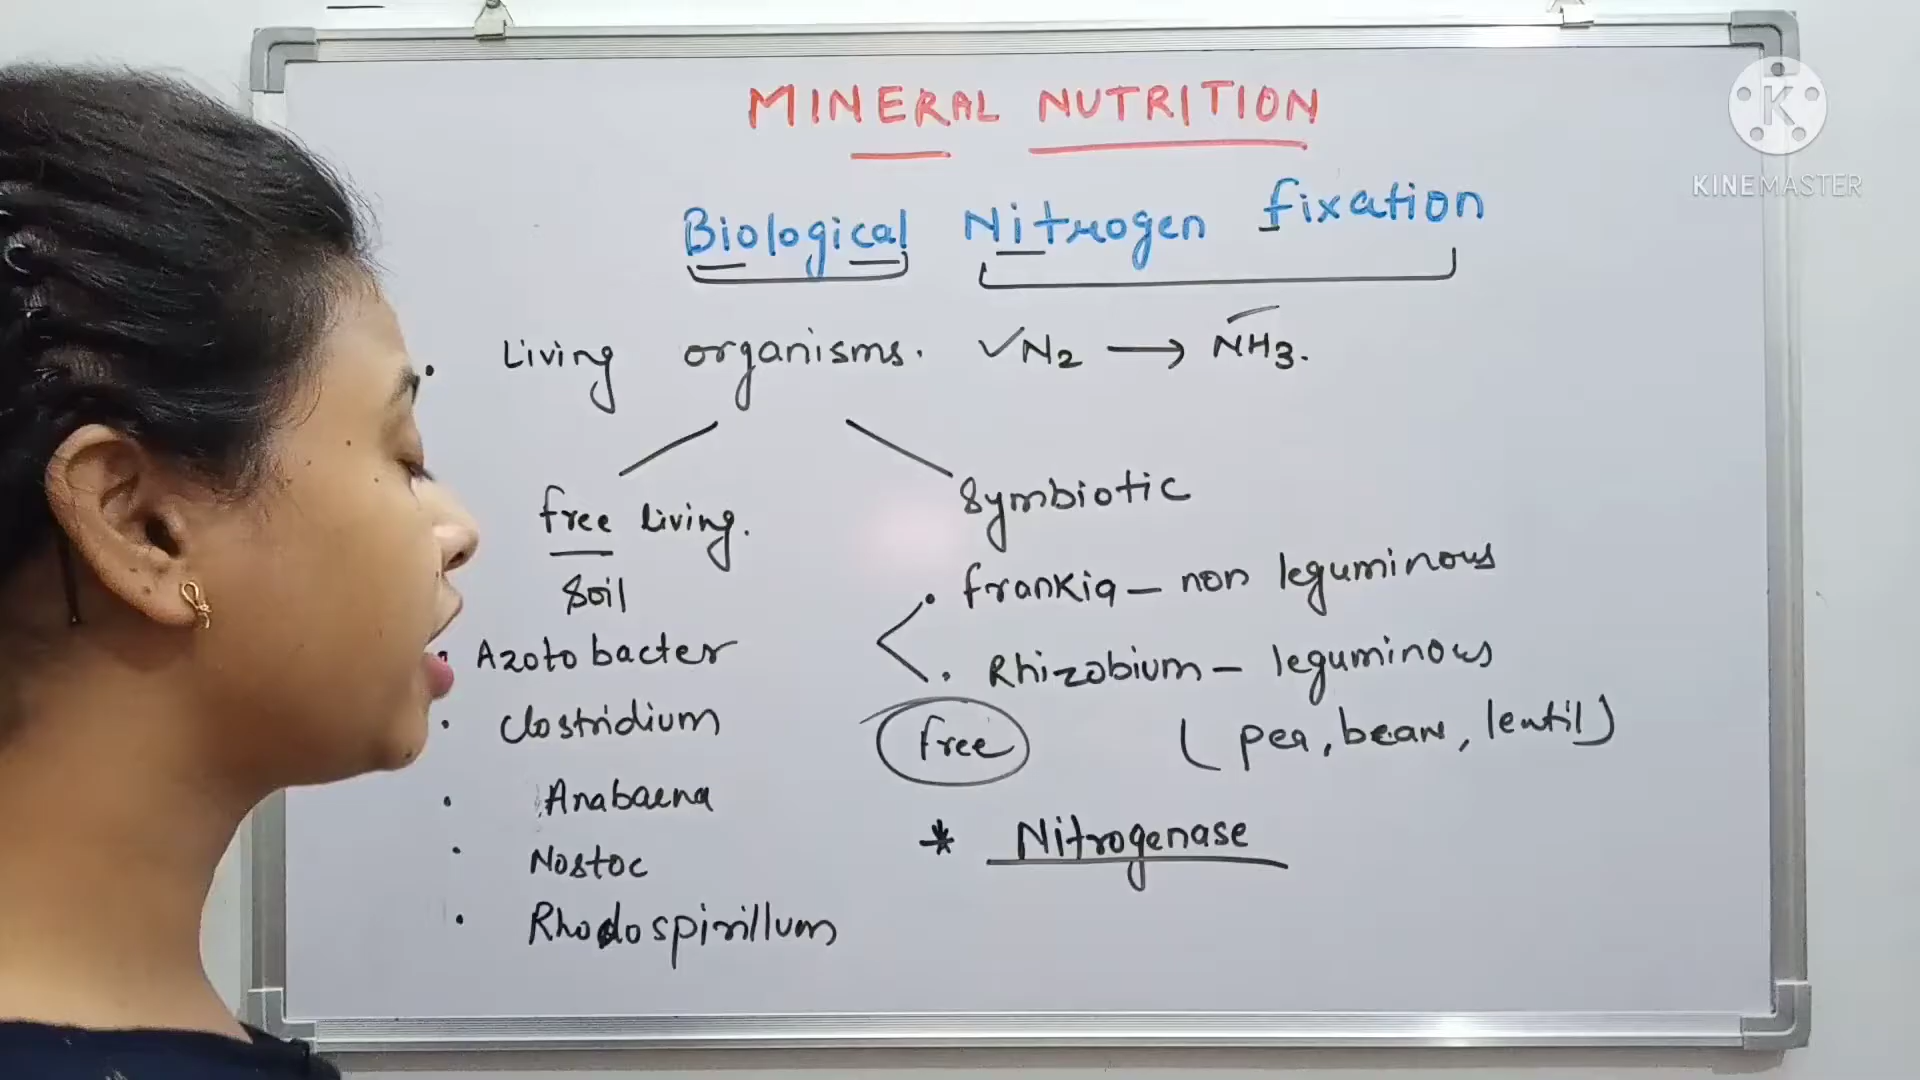 MINERAL NUTRITION
KINEMASTER
Biological Nitrogen fixation
. Living organisms. ✓N2 → NH3.
free living.
Soil
. Azotobacter
. Clostridium
. Anabaena
. Nostoc
. Rhodospirillum
Symbiotic
. frankia - non leguminous
. Rhizobium - leguminous
(pea, bean, lentil)
free
* Nitrogenase